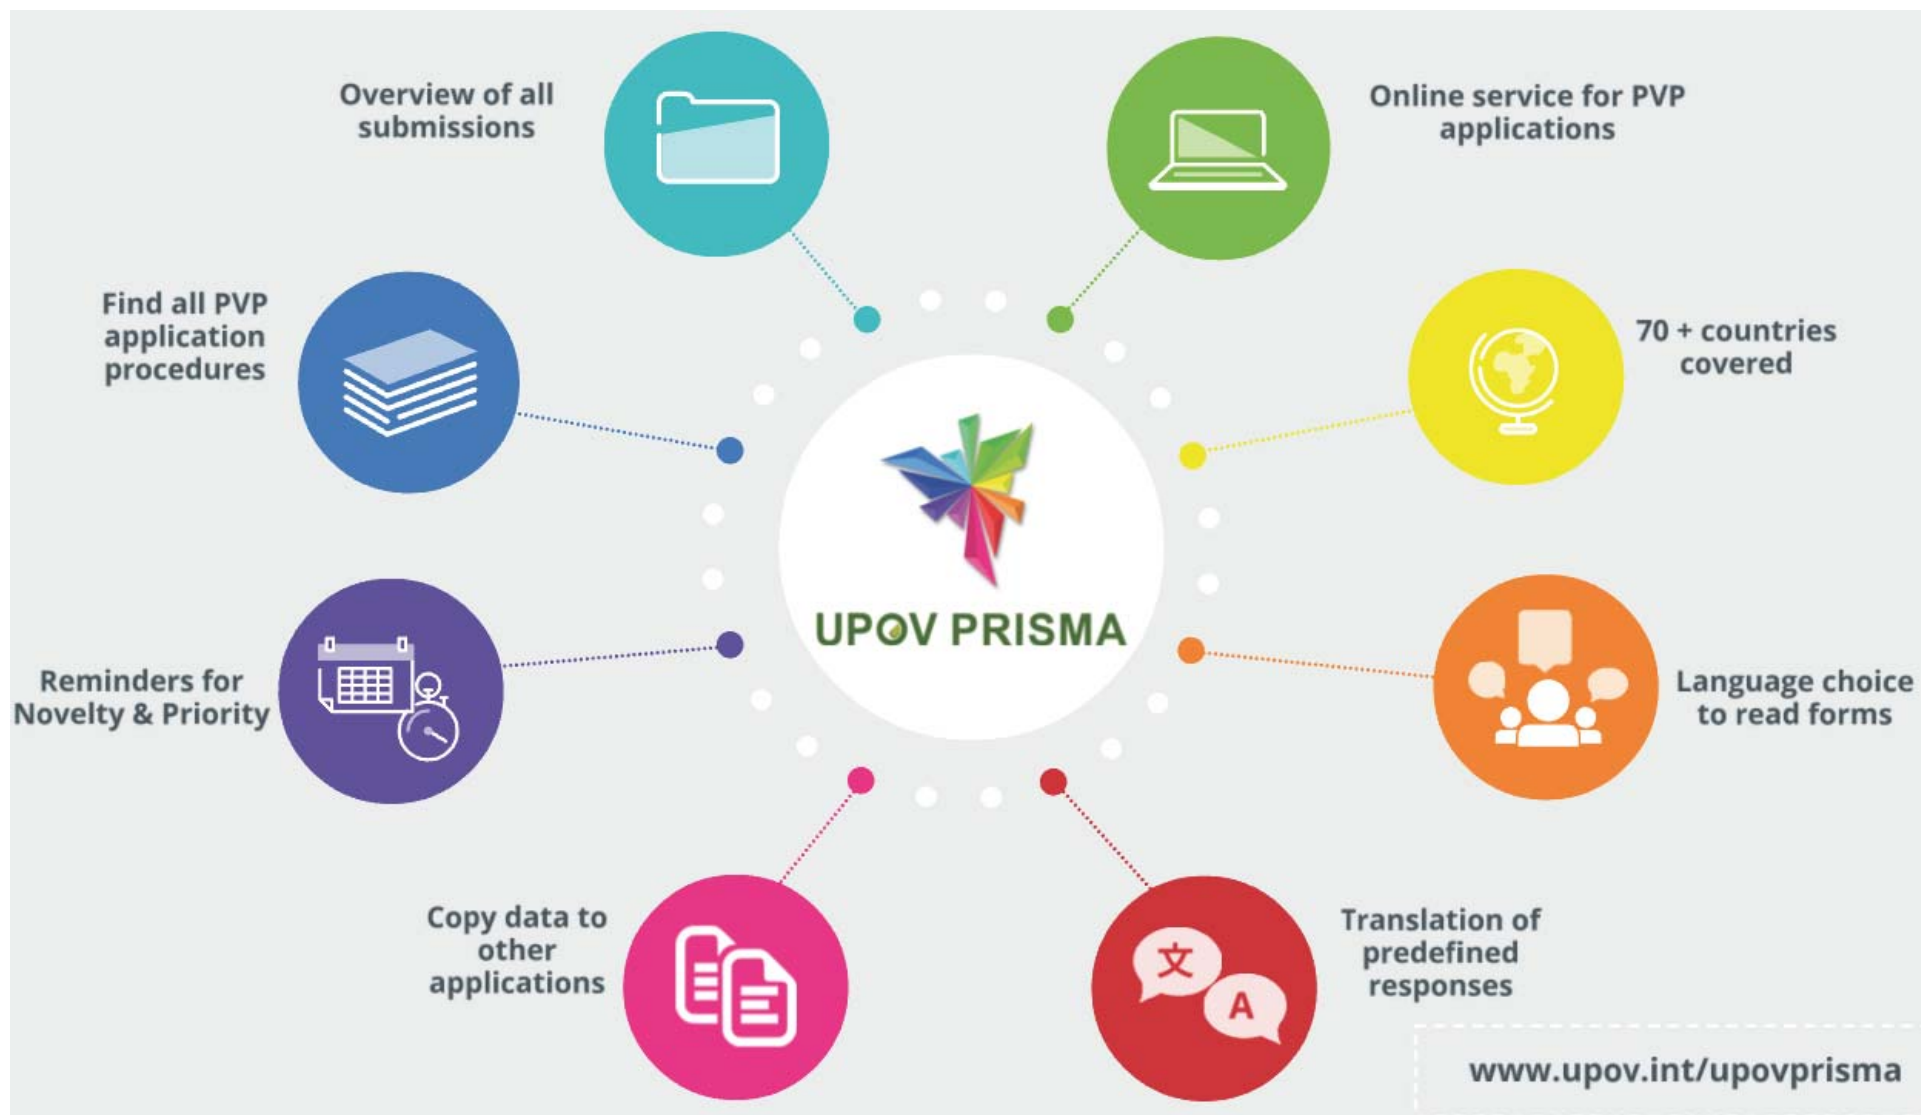 Overview of all
submissions
Online service for PVP
applications
Find all PVP
application
procedures
70 + countries
covered
UPOV PRISMA
Reminders for
Novelty & Priority
Language choice
to read forms
Copy data to
other
applications
文
A
Translation of
predefined
responses
www.upov.int/upovprisma